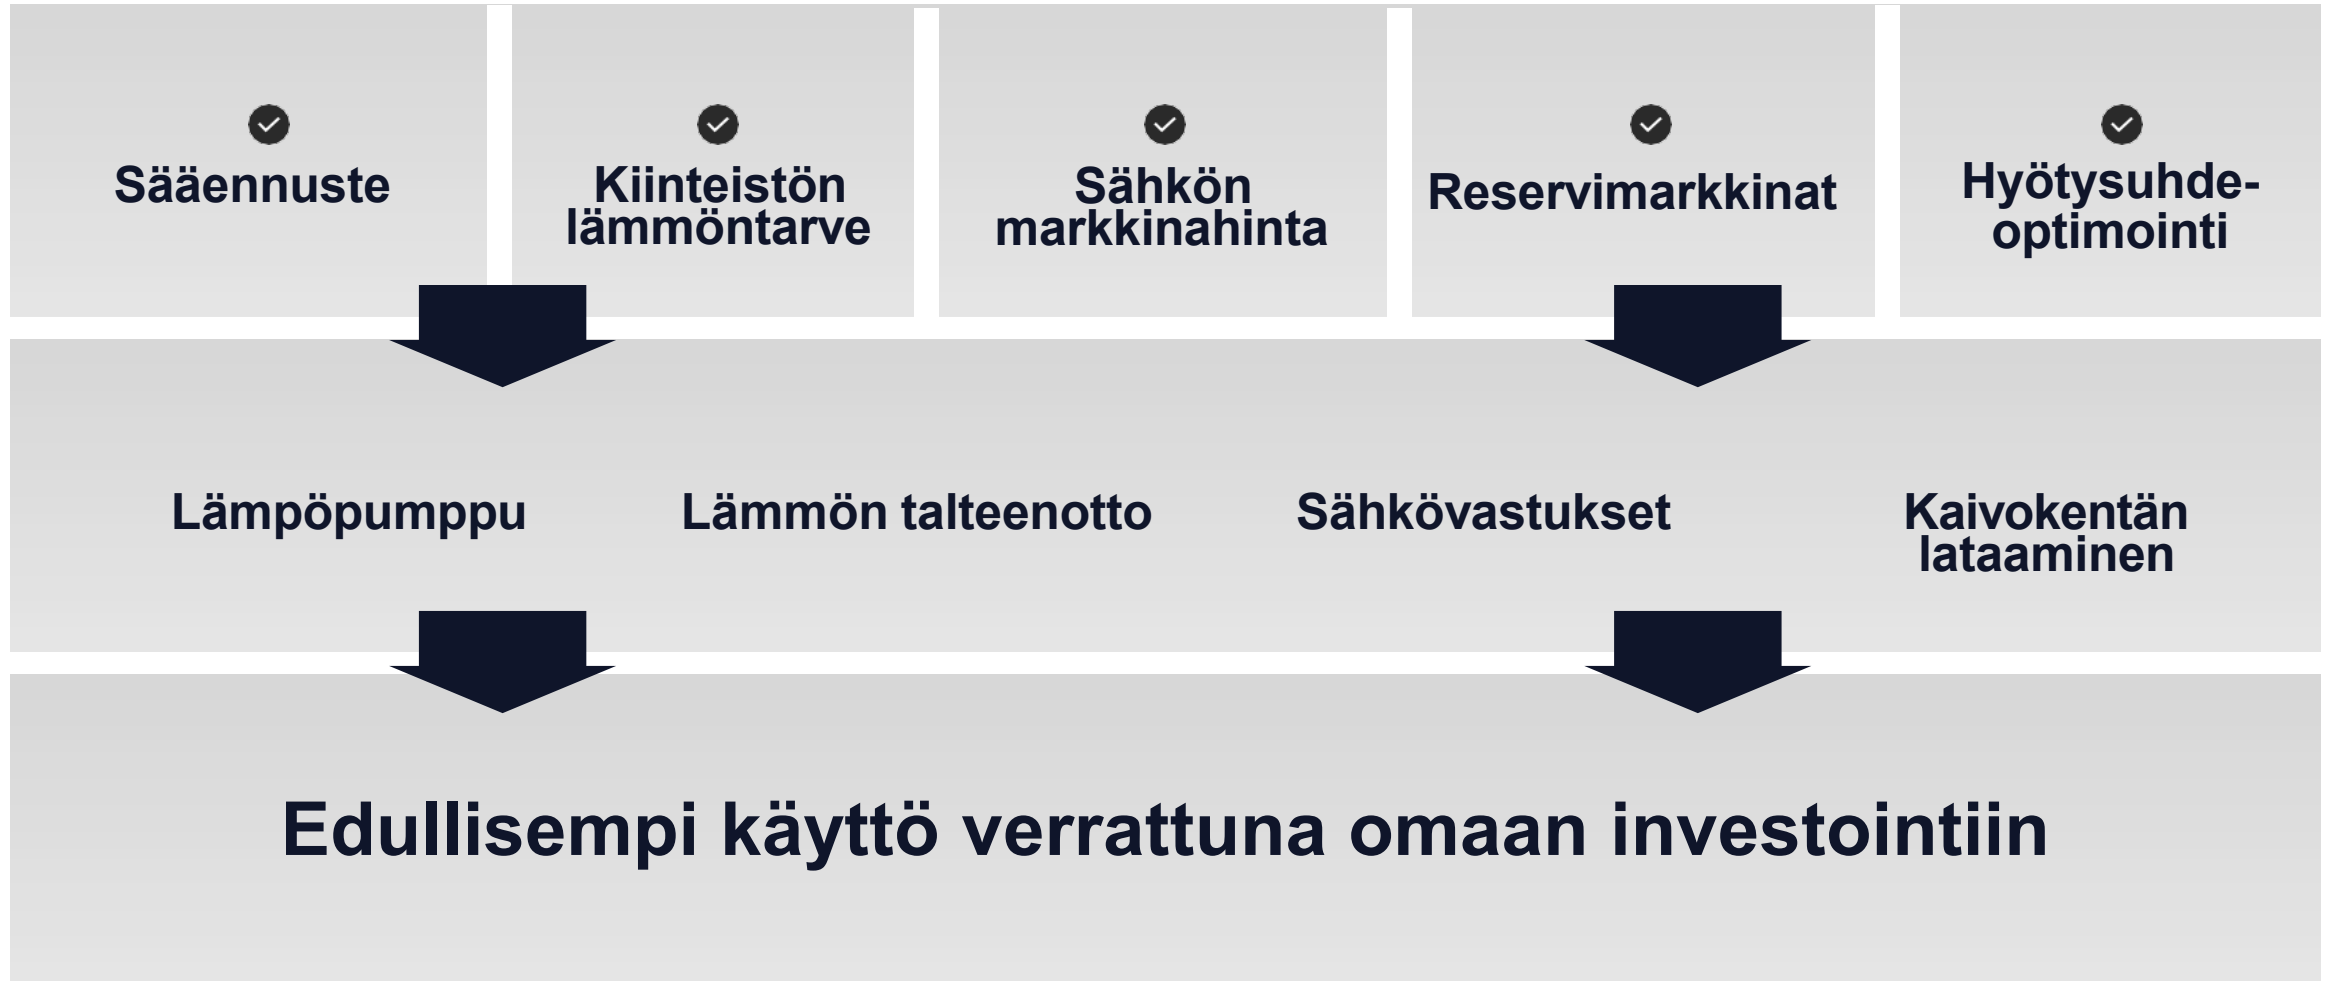 Sääennuste
Kiinteistön
lämmöntarve
Sähkön
markkinahinta
Reservimarkkinat
Hyötysuhde-
optimointi
Lämpöpumppu
Lämmön talteenotto
Sähkövastukset
Kaivokentän
lataaminen
Edullisempi käyttö verrattuna omaan investointiin